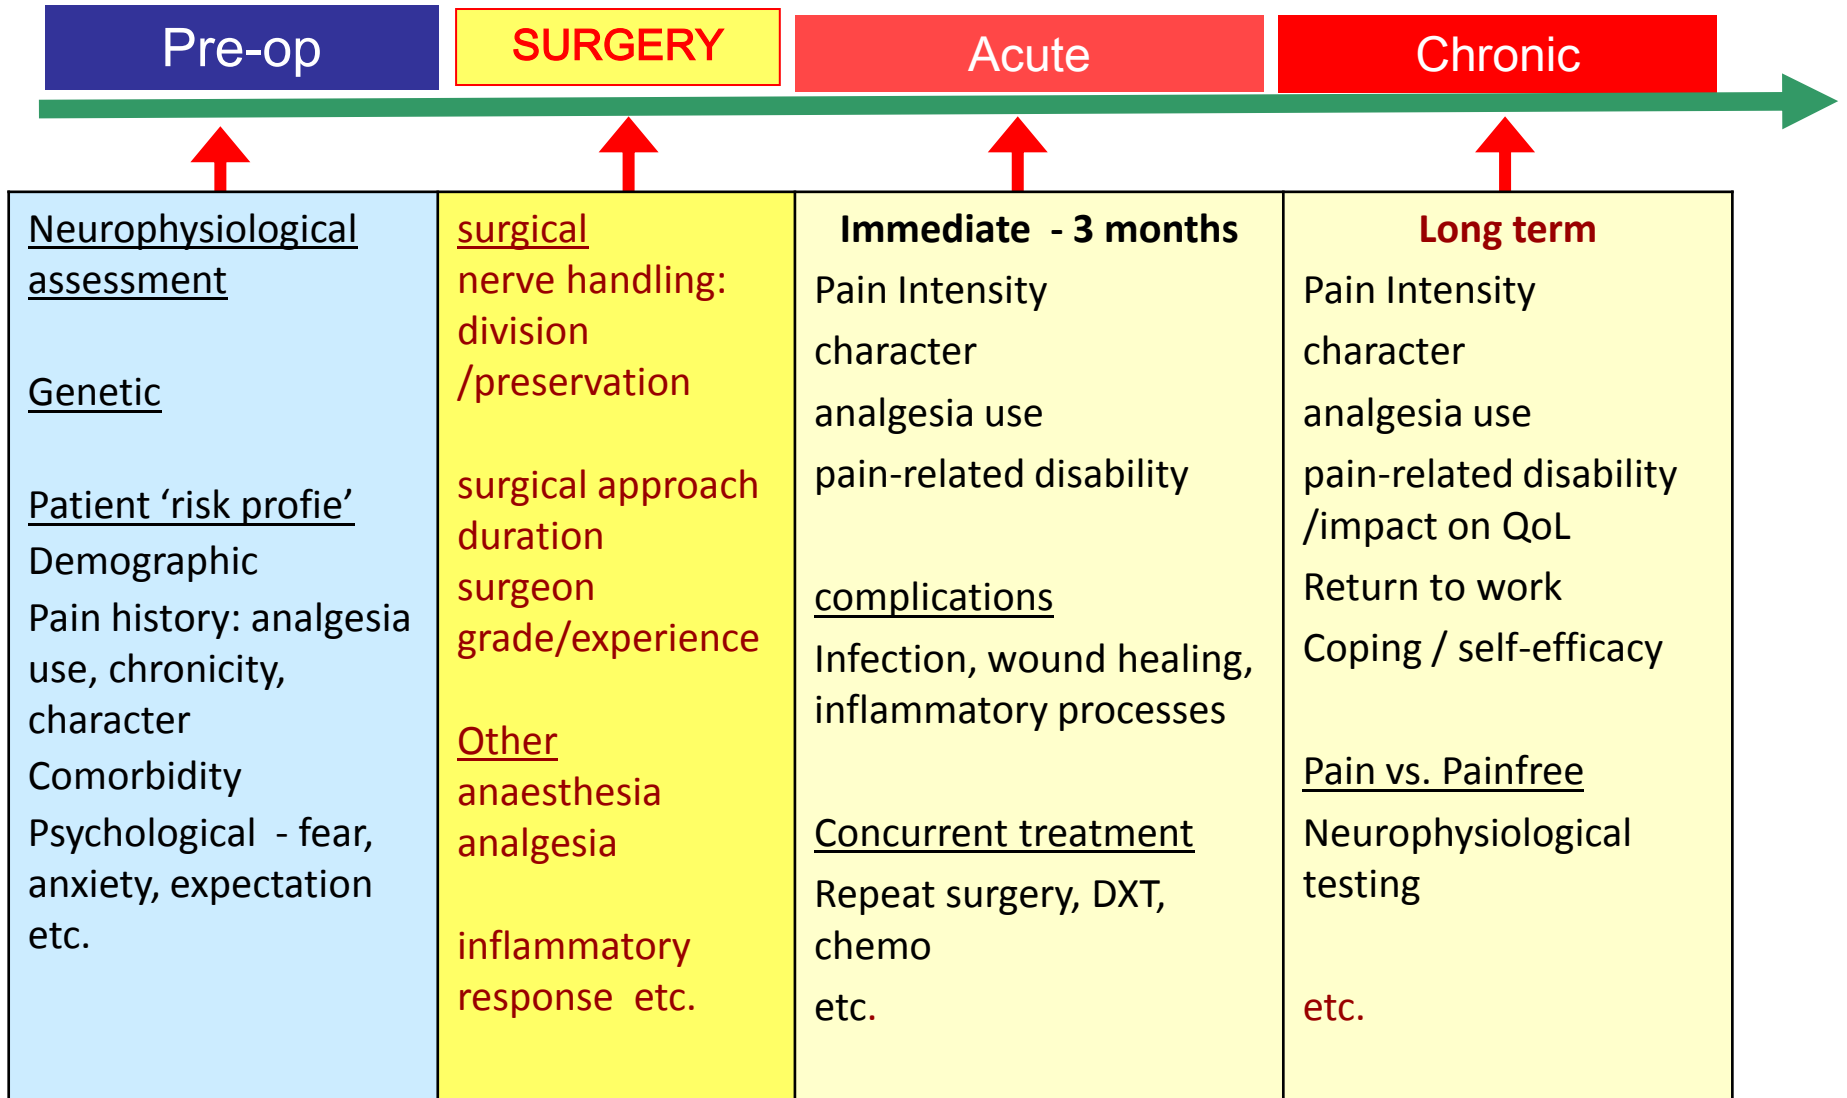 Pre-op
SURGERY
Acute
Chronic
Neurophysiological
assessment
Genetic
Patient ‘risk profie’
Demographic
Pain history: analgesia
use, chronicity,
character
Comorbidity
Psychological - fear,
anxiety, expectation
etc.
surgical
nerve handling:
division
/preservation
surgical approach
duration
surgeon
grade/experience
Other
anaesthesia
analgesia
inflammatory
response etc.
Immediate - 3 months
Pain Intensity
character
analgesia use
pain-related disability
complications
Infection, wound healing,
inflammatory processes
Concurrent treatment
Repeat surgery, DXT,
chemo
etc.
Long term
Pain Intensity
character
analgesia use
pain-related disability
/impact on QoL
Return to work
Coping / self-efficacy
Pain vs. Painfree
Neurophysiological
testing
etc.